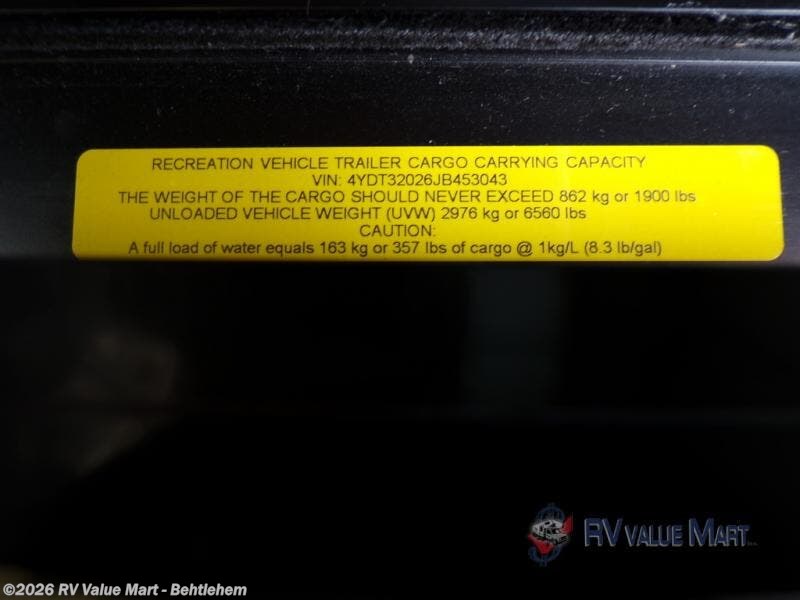 RECREATION VEHICLE TRAILER CARGO CARRYING CAPACITY
VIN: 4YDT32026JB453043
THE WEIGHT OF THE CARGO SHOULD NEVER EXCEED 862 kg or 1900 lbs
UNLOADED VEHICLE WEIGHT (UVW) 2976 kg or 6560 lbs
CAUTION:
A full load of water equals 163 kg or 357 lbs of cargo @ 1kg/L (8.3 lb/gal)
RV VALUE MART
©2026 RV Value Mart - Behtlehem